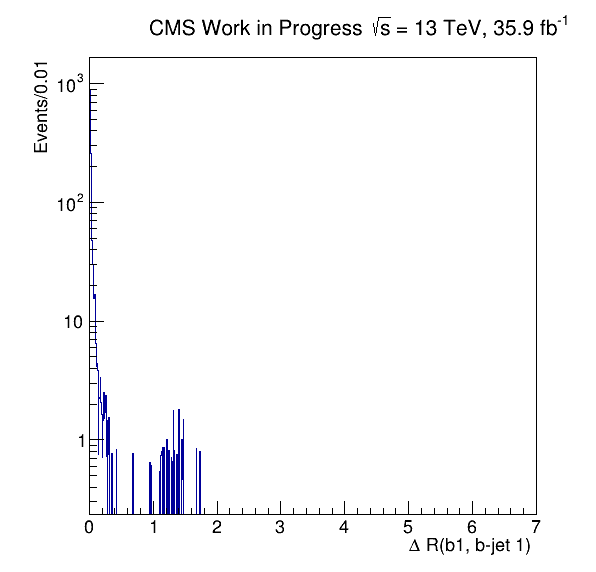 CMS Work in Progress √s = 13 TeV, 35.9 fb⁻¹
Events/0.01
10³
10²
10
1
0 1 2 3 4 5 6 7
Δ R(b1, b-jet 1)